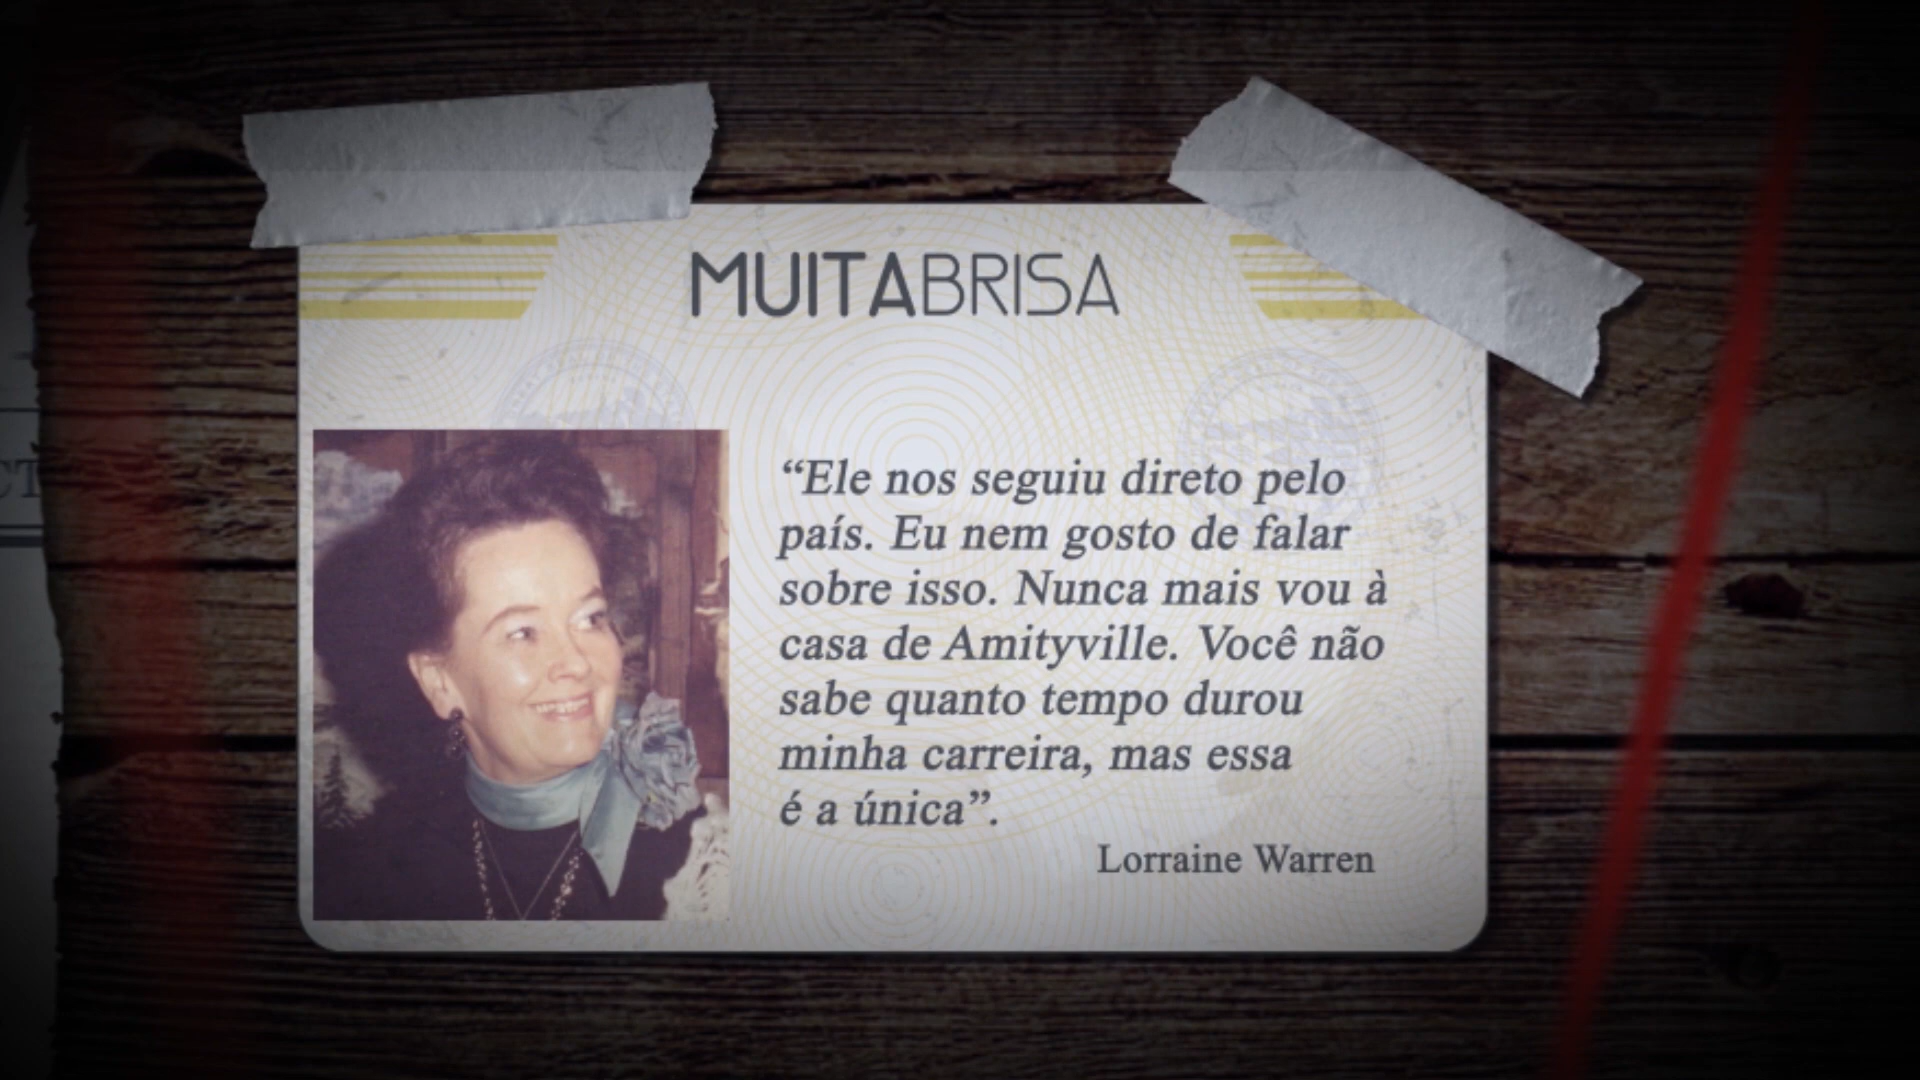 MUITABRISA
“Ele nos seguiu direto pelo
país. Eu nem gosto de falar
sobre isso. Nunca mais vou à
casa de Amityville. Você não
sabe quanto tempo durou
minha carreira, mas essa
é a única”.
Lorraine Warren